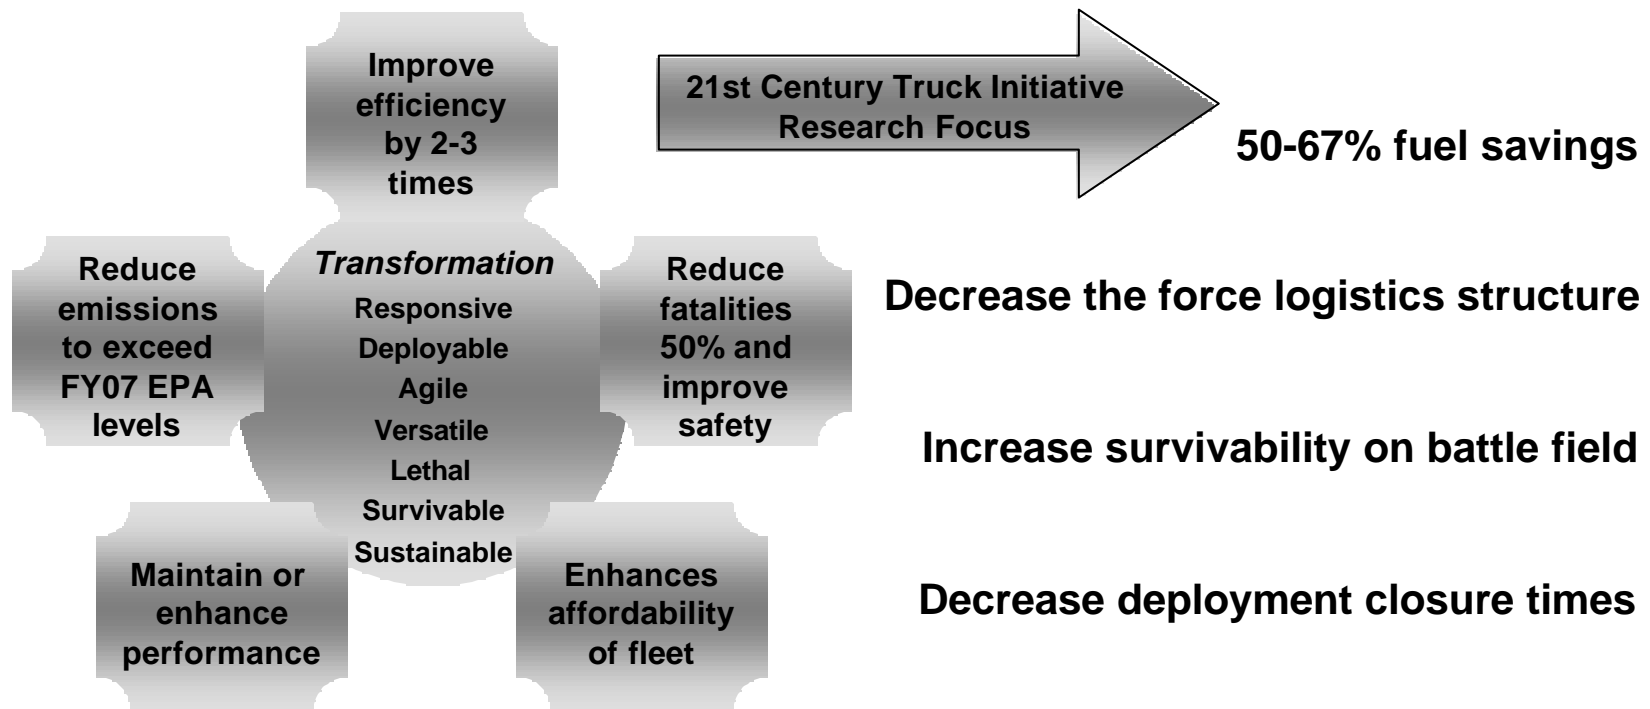 Improve
efficiency
by 2-3
times
21st Century Truck Initiative
Research Focus
50-67% fuel savings
Reduce
emissions
to exceed
FY07 EPA
levels
Transformation
Responsive
Deployable
Agile
Versatile
Lethal
Survivable
Sustainable
Reduce
fatalities
50% and
improve
safety
Decrease the force logistics structure
Increase survivability on battle field
Maintain or
enhance
performance
Enhances
affordability
of fleet
Decrease deployment closure times